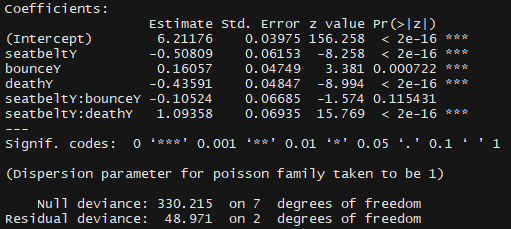 Coefficients:
                  Estimate Std. Error z value Pr(>|z|)
(Intercept)        6.21176    0.03975 156.258  < 2e-16 ***
seatbeltY         -0.50809    0.06153  -8.258  < 2e-16 ***
bounceY            0.16057    0.04749   3.381 0.000722 ***
deathY            -0.43591    0.04847  -8.994  < 2e-16 ***
seatbeltY:bounceY -0.10524    0.06685  -1.574 0.115431
seatbeltY:deathY   1.09358    0.06935  15.769  < 2e-16 ***
---
Signif. codes:  0 ‘***’ 0.001 ‘**’ 0.01 ‘*’ 0.05 ‘.’ 0.1 ‘ ’ 1
(Dispersion parameter for poisson family taken to be 1)
    Null deviance: 330.215  on 7  degrees of freedom
Residual deviance:  48.971  on 2  degrees of freedom